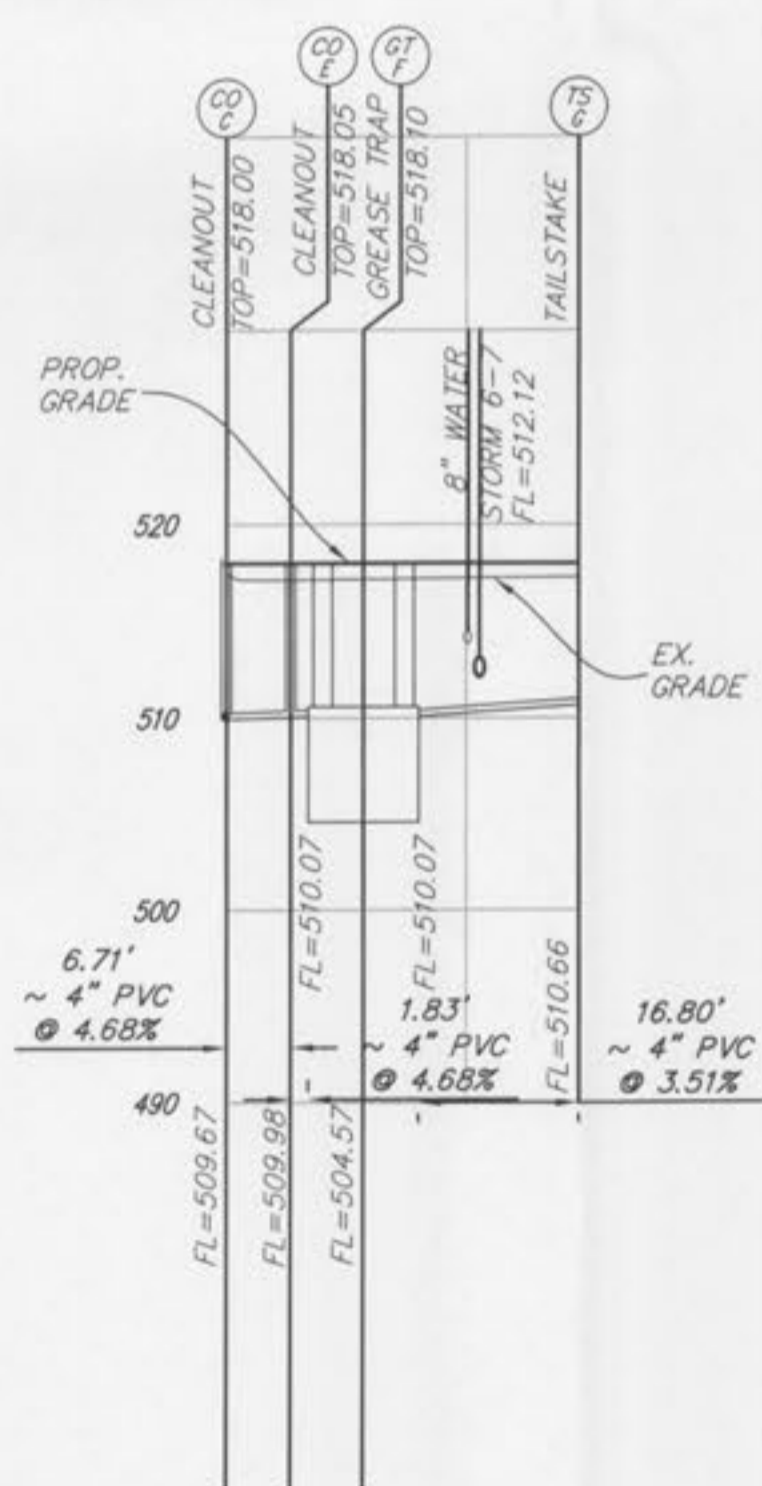 CO
C
CO
E
GT
F
TS
G
CLEANOUT
TOP=518.00
CLEANOUT
TOP=518.05
GREASE TRAP
TOP=518.10
TAILSTAKE
PROP.
GRADE
8" WATER
STORM 6-7
FL=512.12
520
EX.
GRADE
510
FL=510.07
FL=510.07
500
6.71'
~ 4" PVC
@ 4.68%
1.83'
~ 4" PVC
@ 4.68%
FL=510.66
16.80'
~ 4" PVC
@ 3.51%
490
FL=509.67
FL=509.98
FL=504.57